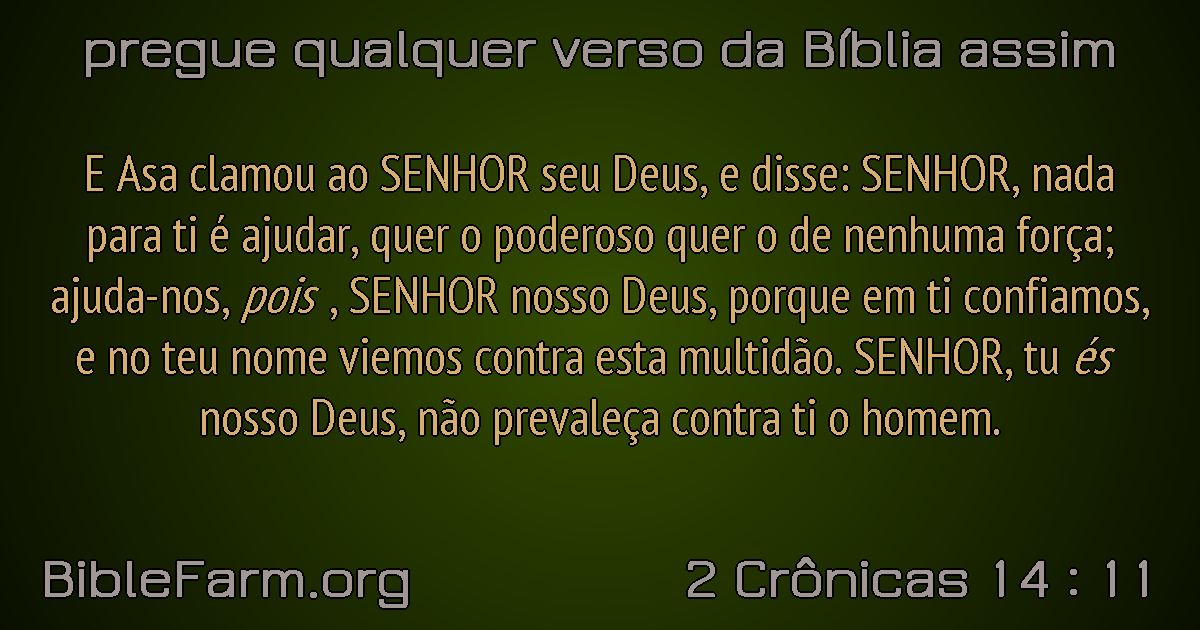 pregue qualquer verso da Bíblia assim
E Asa clamou ao SENHOR seu Deus, e disse: SENHOR, nada
para ti é ajudar, quer o poderoso quer o de nenhuma força;
ajuda-nos, pois , SENHOR nosso Deus, porque em ti confiamos,
e no teu nome viemos contra esta multidão. SENHOR, tu és
nosso Deus, não prevaleça contra ti o homem.
BibleFarm.org
2 Crônicas 14 : 11